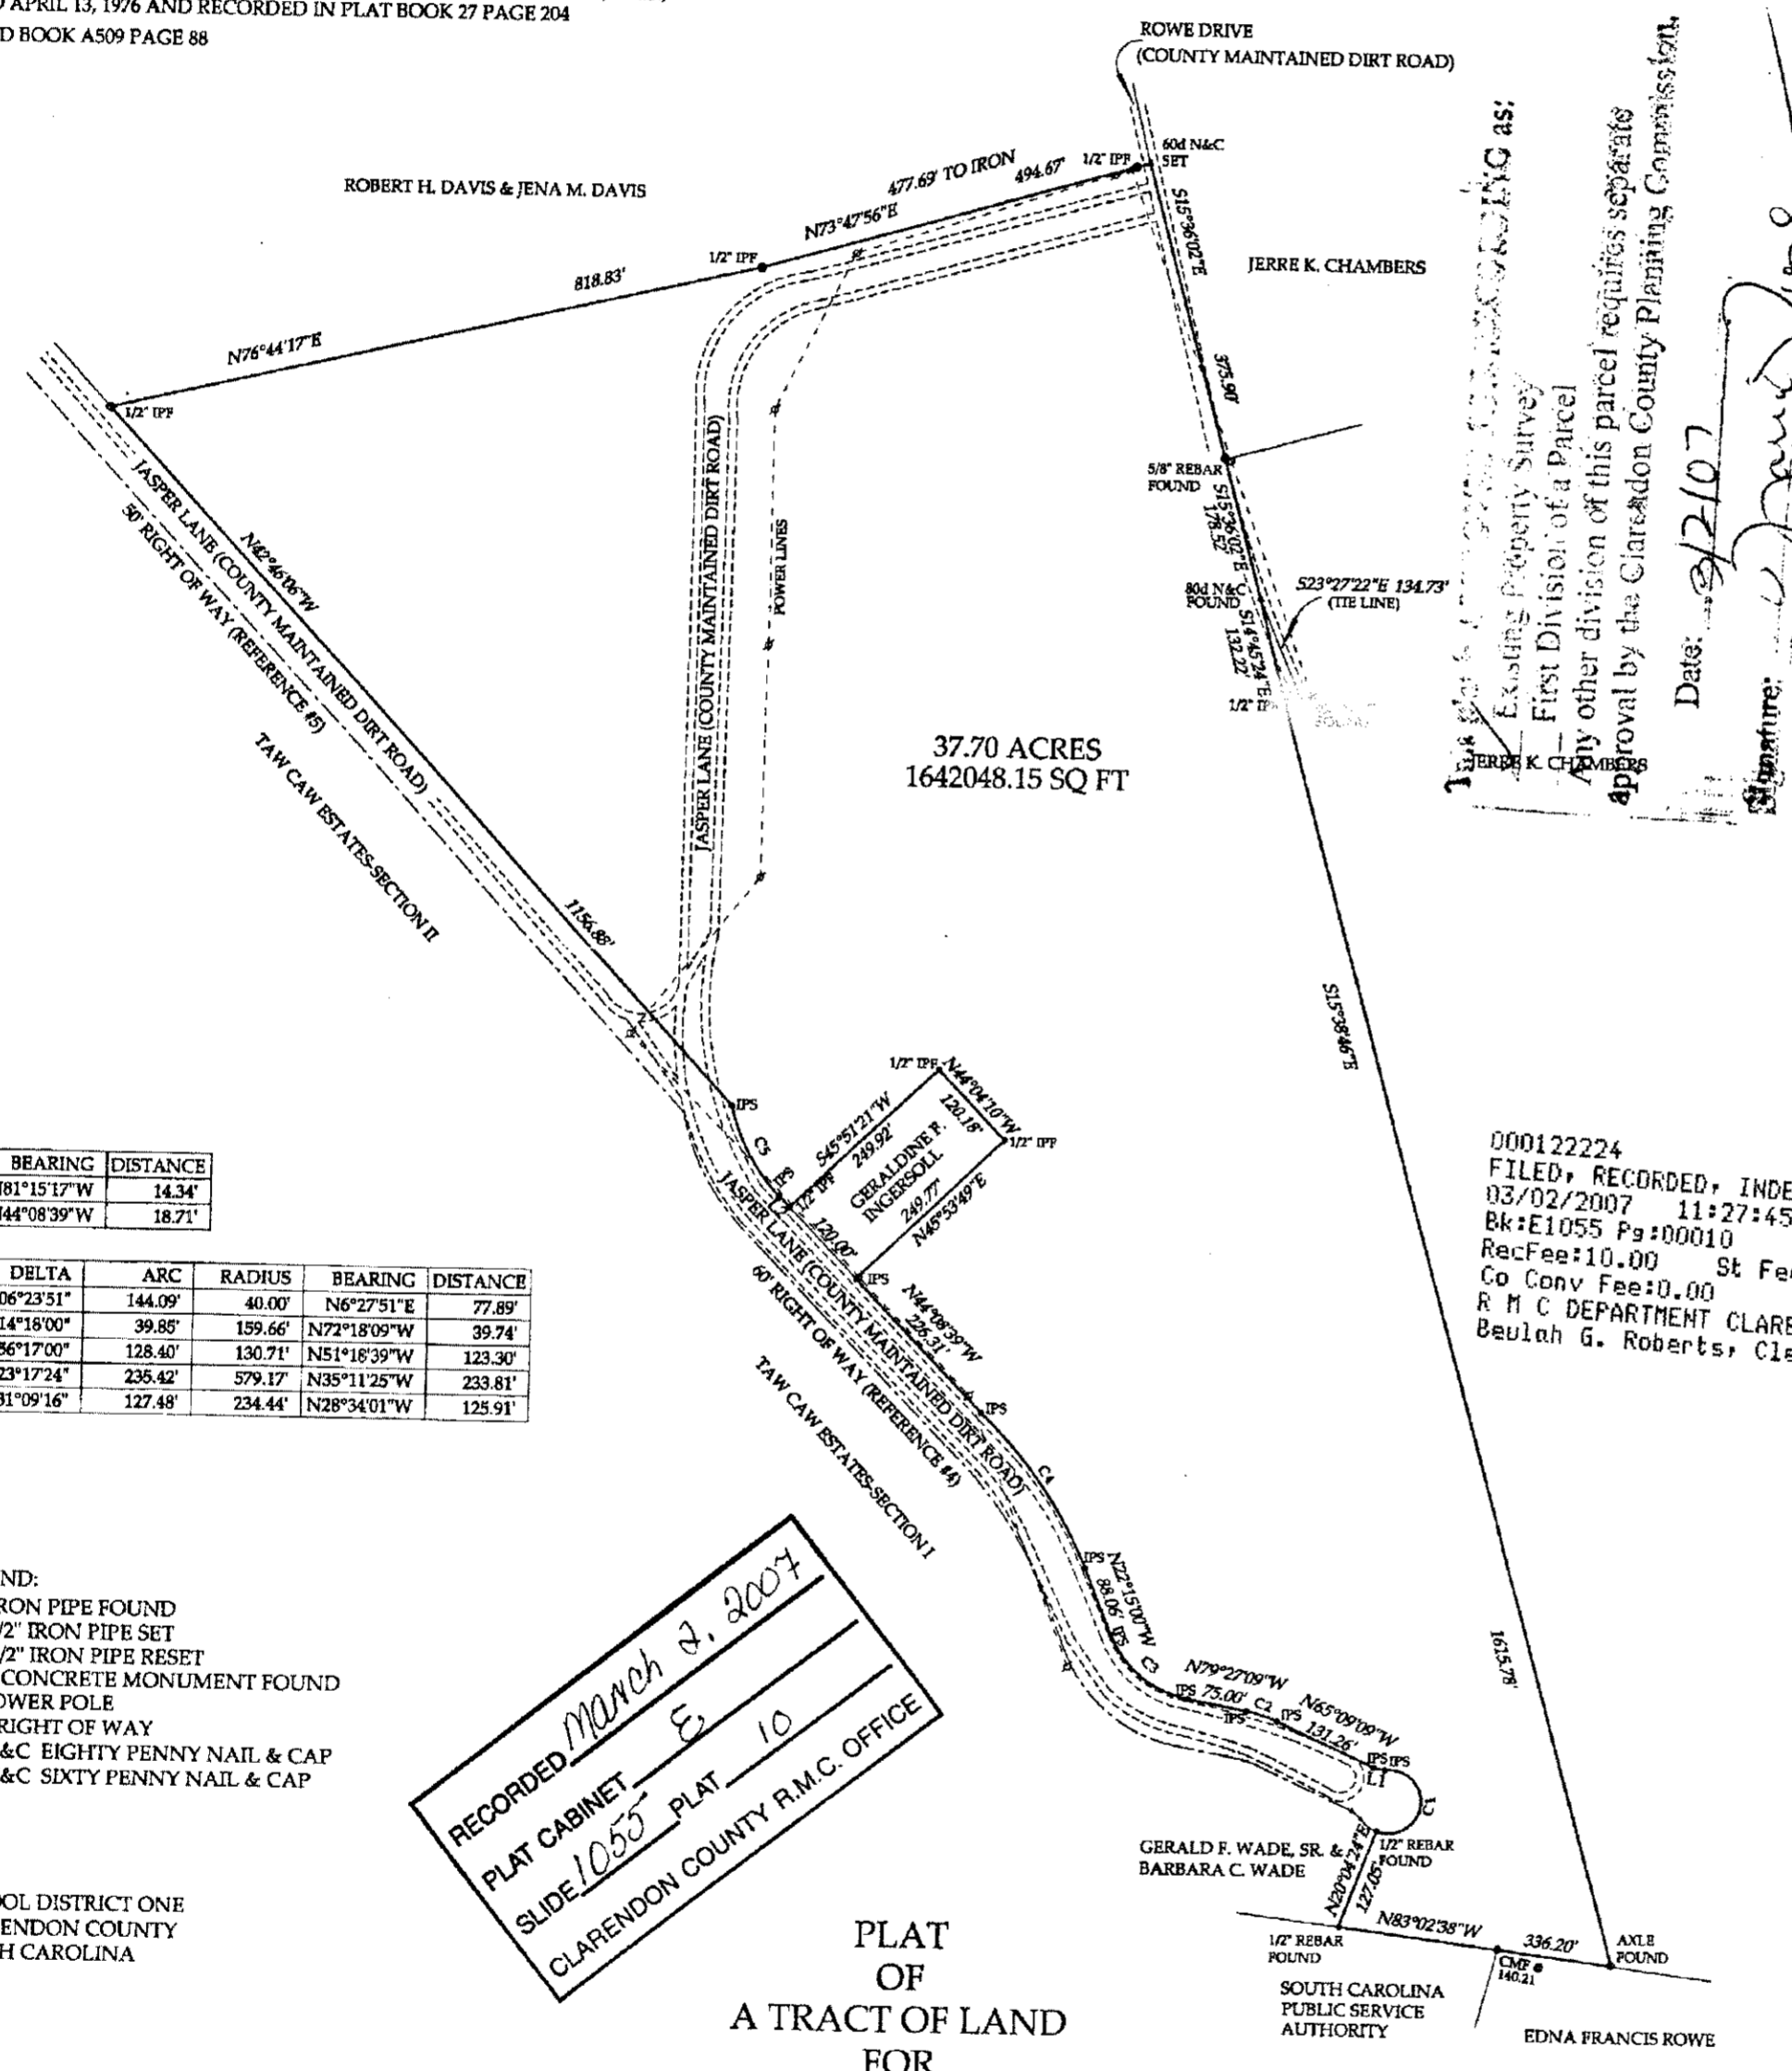 APRIL 13, 1976 AND RECORDED IN PLAT BOOK 27 PAGE 204
D BOOK A509 PAGE 88
ROWE DRIVE
(COUNTY MAINTAINED DIRT ROAD)
ROBERT H. DAVIS & JENA M. DAVIS
477.69' TO IRON
494.67'
N73°47'56"E
1/2" IPF
60d N&C
SET
1/2" IPF
818.83'
N76°44'17"E
1/2" IPF
S15°36'02"E
375.90'
JERRE K. CHAMBERS
5/8" REBAR
FOUND
S15°36'02"E
178.52'
80d N&C
FOUND
S23°27'22"E 134.73'
(TIE LINE)
S14°45'24"E
132.22'
1/2" IP
JERRE K. CHAMBERS
as:
Existing Property Survey
First Division of a Parcel
Any other division of this parcel requires separate
approval by the Clarendon County Planning Commission.
Date: 3/2/07
Signature:
JASPER LANE (COUNTY MAINTAINED DIRT ROAD)
N42°46'06"W
50' RIGHT OF WAY (REFERENCE #5)
TAW CAW ESTATES-SECTION II
1156.88'
JASPER LANE (COUNTY MAINTAINED DIRT ROAD)
POWER LINES
37.70 ACRES
1642048.15 SQ FT
S15°38'46"E
1615.78'
IPS
C5
IPS
L2
1/2" IPF
S45°51'21"W
249.92'
1/2" IPF
N44°04'10"W
120.18'
1/2" IPF
GERALDINE F.
INGERSOLL
249.77'
N45°53'49"E
120.00'
IPS
JASPER LANE (COUNTY MAINTAINED DIRT ROAD)
60' RIGHT OF WAY (REFERENCE #4)
N44°08'39"W
226.31'
IPS
TAW CAW ESTATES-SECTION I
C4
IPS
N22°15'00"W
88.06'
IPS
C3
N79°27'09"W
IPS 75.00'
IPS
C2
IPS
N65°09'09"W
131.26'
IPS IPS
L1
BEARING DISTANCE
81°15'17"W 14.34'
44°08'39"W 18.71'
DELTA ARC RADIUS BEARING DISTANCE
06°23'51" 144.09' 40.00' N6°27'51"E 77.89'
14°18'00" 39.85' 159.66' N72°18'09"W 39.74'
56°17'00" 128.40' 130.71' N51°18'39"W 123.30'
23°17'24" 235.42' 579.17' N35°11'25"W 233.81'
31°09'16" 127.48' 234.44' N28°34'01"W 125.91'
000122224
FILED, RECORDED, INDE
03/02/2007 11:27:45
Bk:E1055 Pg:00010
RecFee:10.00 St Fe
Co Conv Fee:0.00
R M C DEPARTMENT CLARE
Beulah G. Roberts, Cle
ND:
RON PIPE FOUND
/2" IRON PIPE SET
/2" IRON PIPE RESET
CONCRETE MONUMENT FOUND
OWER POLE
RIGHT OF WAY
&C EIGHTY PENNY NAIL & CAP
&C SIXTY PENNY NAIL & CAP
RECORDED March 2, 2007
PLAT CABINET E
SLIDE 1055 PLAT 10
CLARENDON COUNTY R.M.C. OFFICE
OOL DISTRICT ONE
ENDON COUNTY
H CAROLINA
GERALD F. WADE, SR. &
BARBARA C. WADE
1/2" REBAR
FOUND
N20°04'24"E
127.05'
1/2" REBAR
FOUND
N83°02'38"W
336.20'
CMF
140.21
AXLE
FOUND
SOUTH CAROLINA
PUBLIC SERVICE
AUTHORITY
EDNA FRANCIS ROWE
PLAT
OF
A TRACT OF LAND
FOR